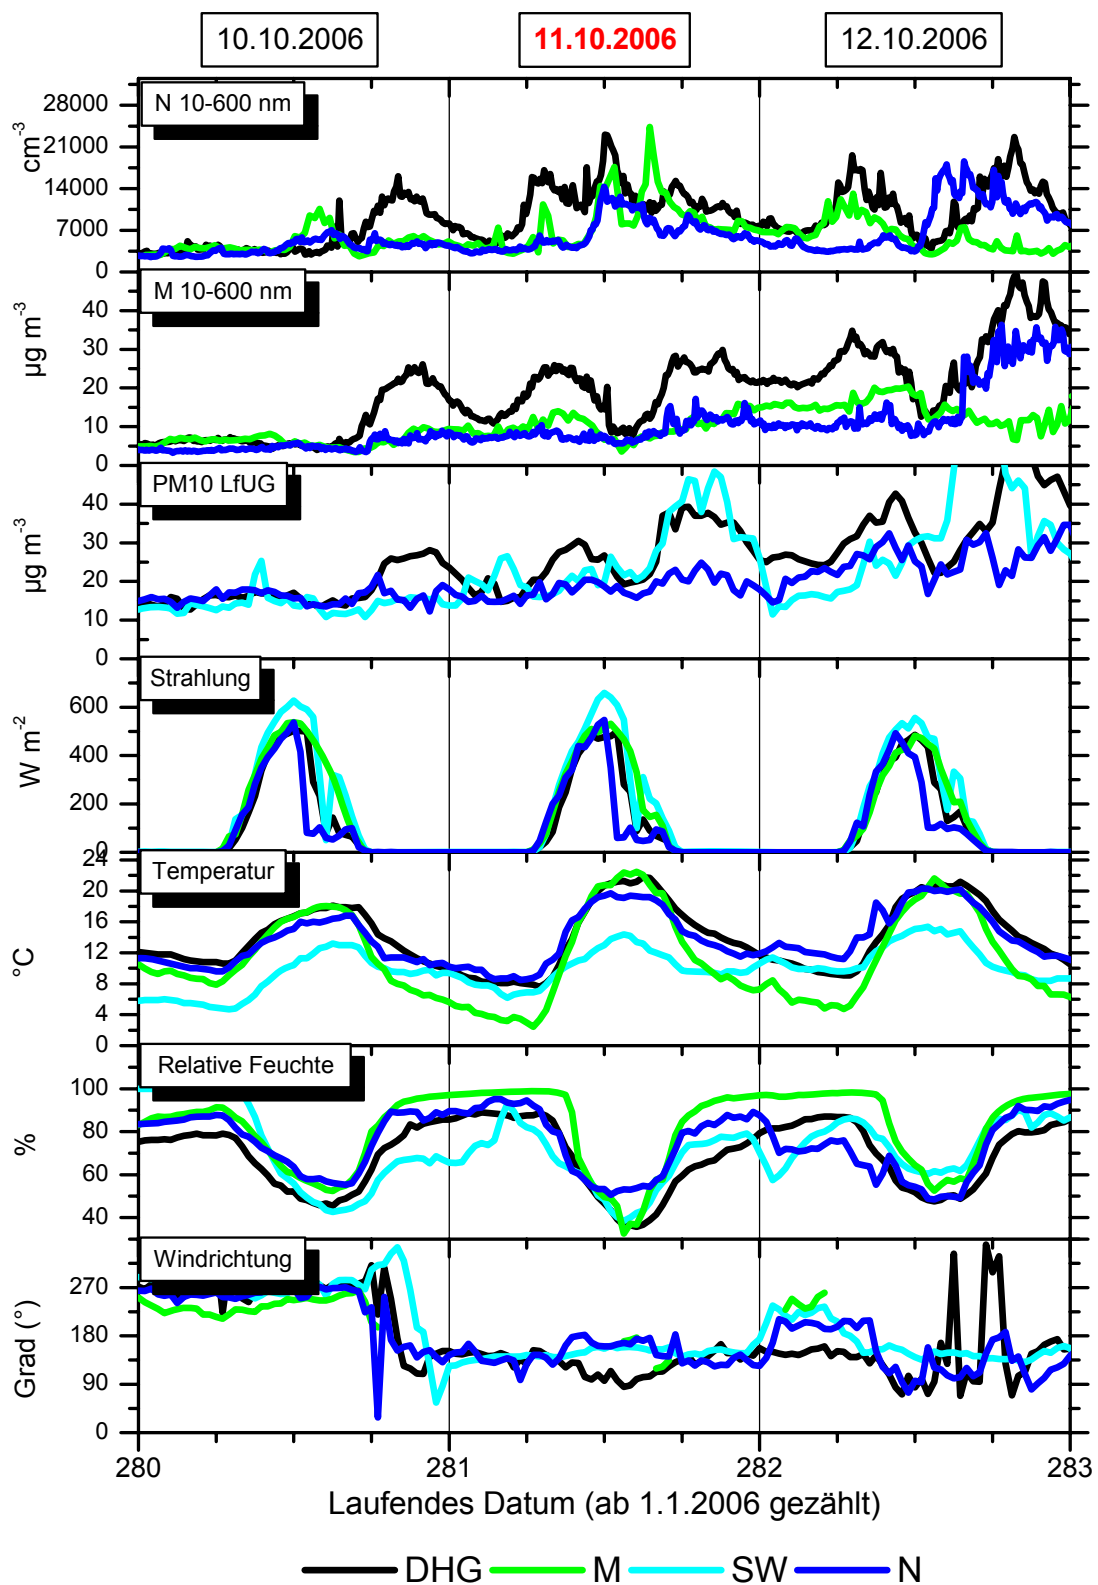 10.10.2006 11.10.2006 12.10.2006
N 10-600 nm
cm-3
28000
21000
14000
7000
0
M 10-600 nm
µg m-3
40
30
20
10
0
PM10 LfUG
µg m-3
40
30
20
10
0
Strahlung
W m-2
600
400
200
0
Temperatur
°C
24
20
16
12
8
4
0
Relative Feuchte
%
100
80
60
40
Windrichtung
Grad (°)
270
180
90
0
280 281 282 283
Laufendes Datum (ab 1.1.2006 gezählt)
DHG M SW N